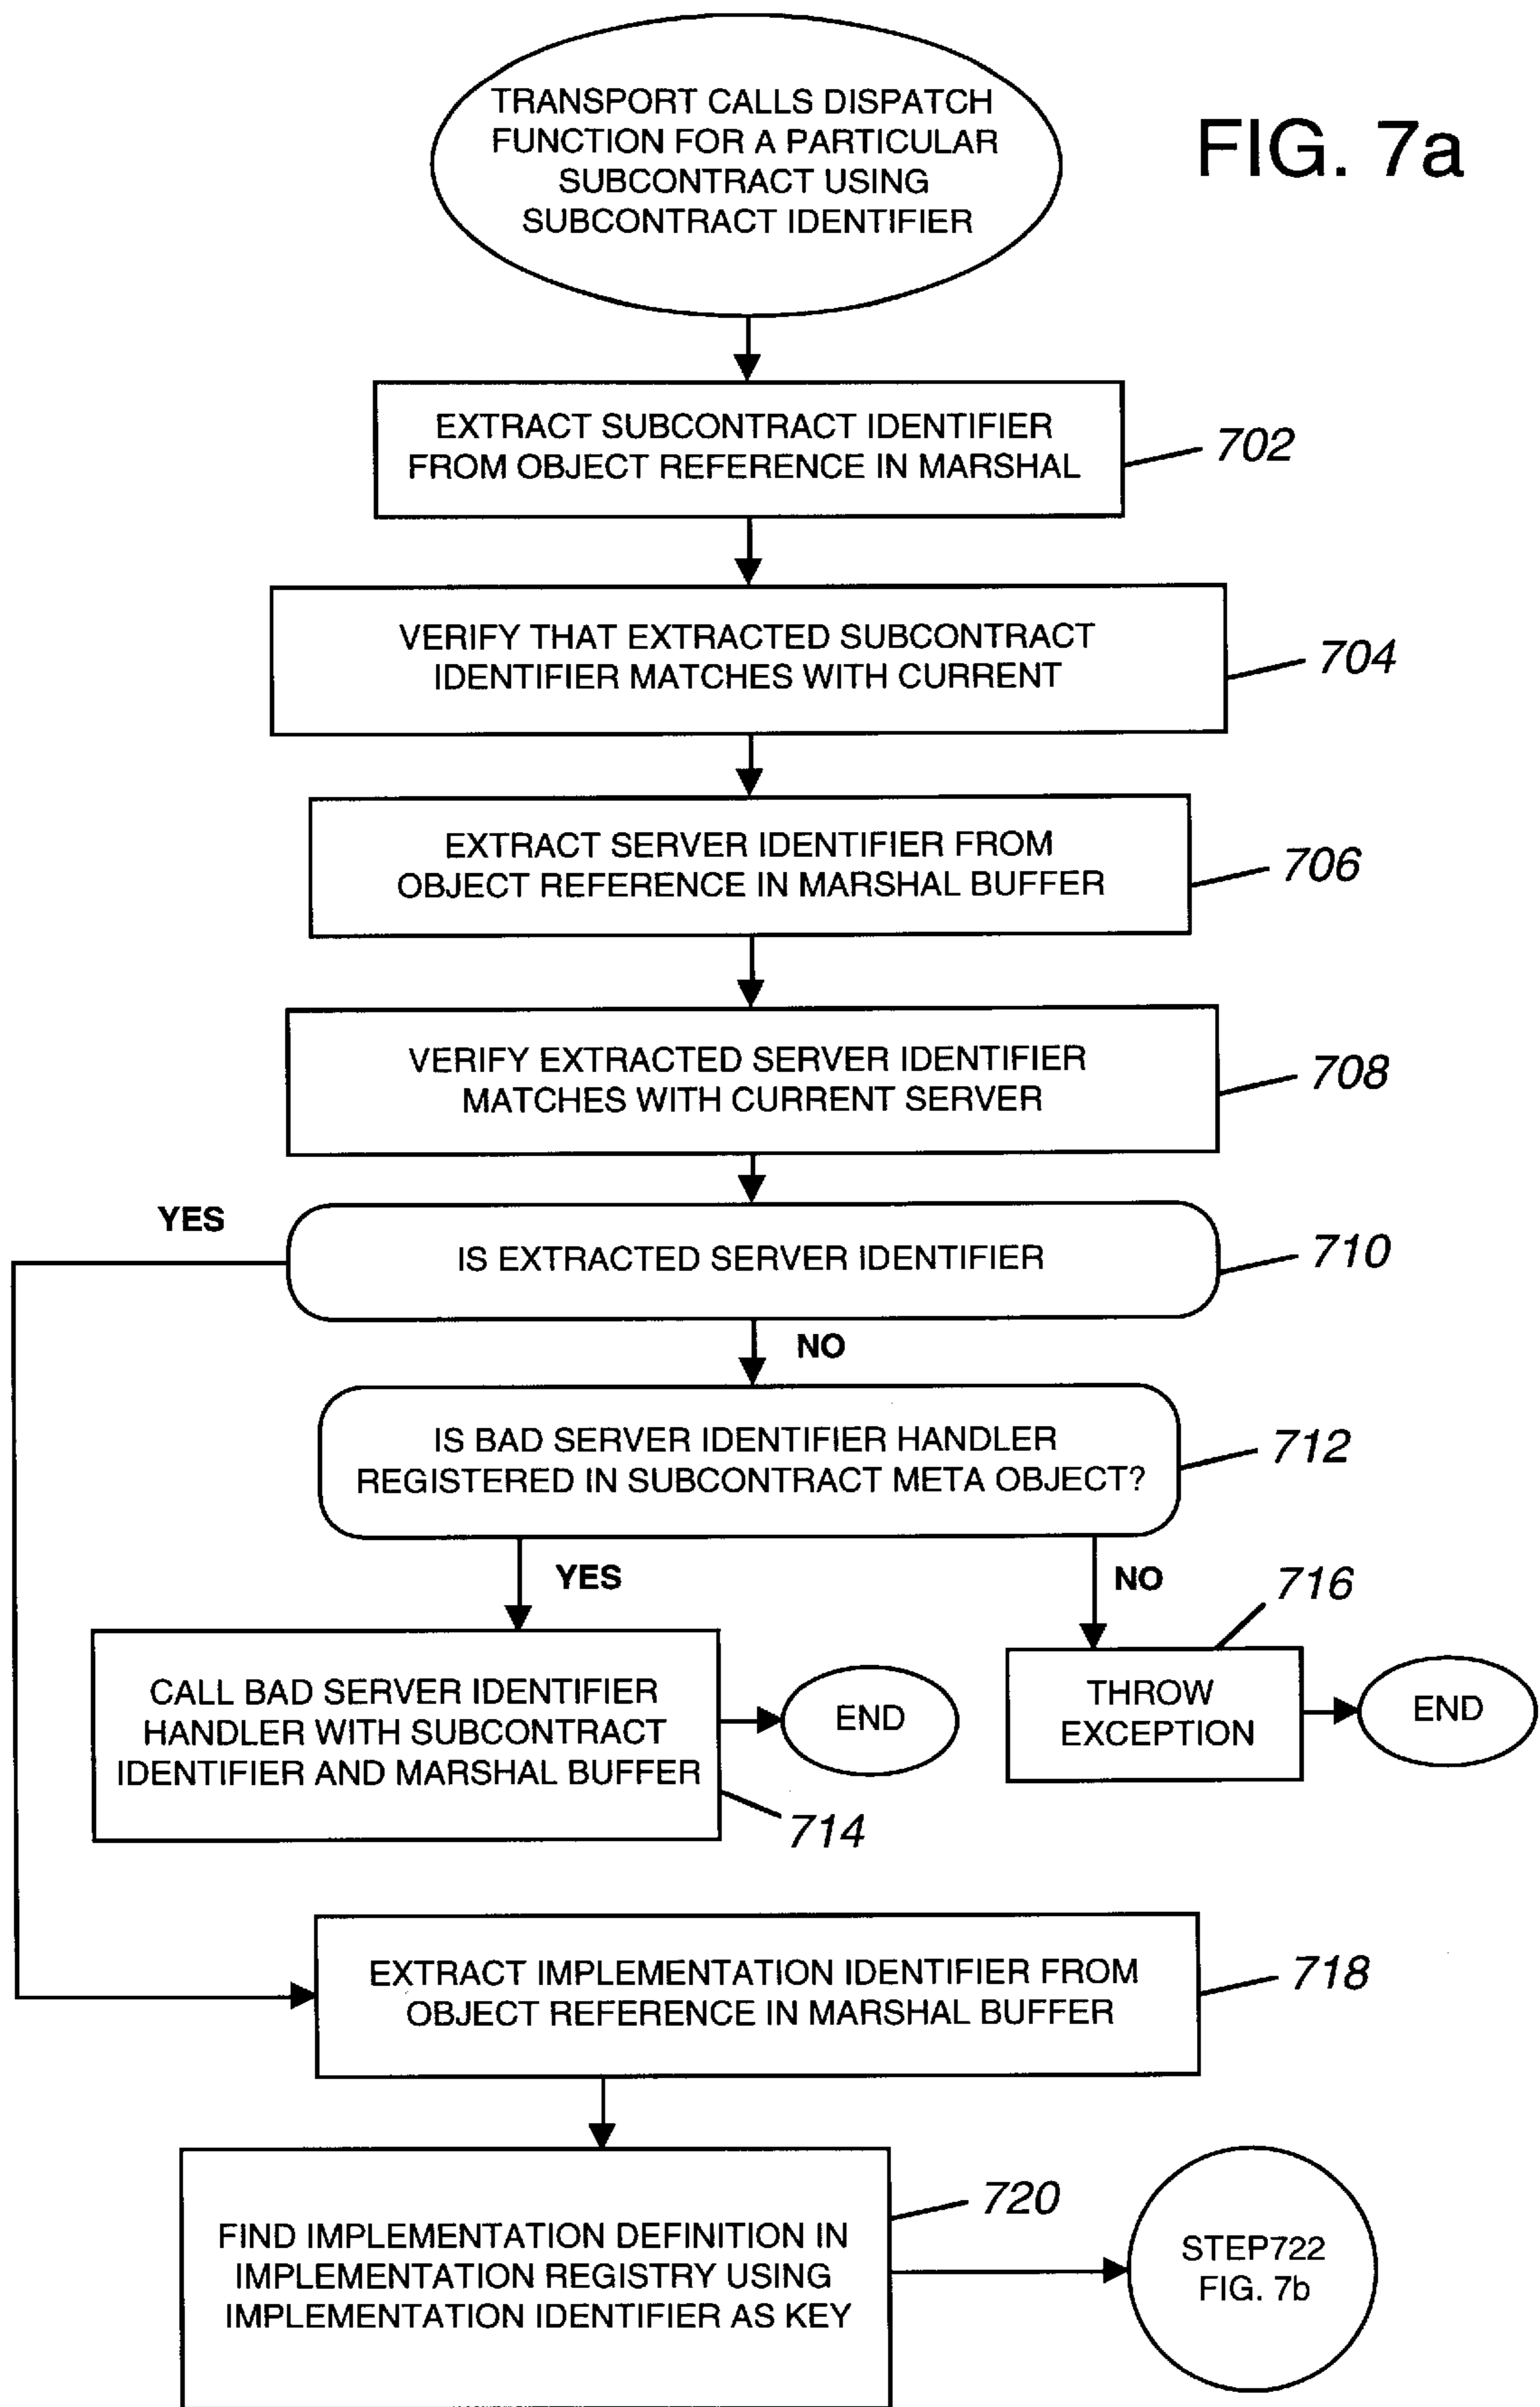 TRANSPORT CALLS DISPATCH
FUNCTION FOR A PARTICULAR
SUBCONTRACT USING
SUBCONTRACT IDENTIFIER
FIG. 7a
EXTRACT SUBCONTRACT IDENTIFIER
FROM OBJECT REFERENCE IN MARSHAL
702
VERIFY THAT EXTRACTED SUBCONTRACT
IDENTIFIER MATCHES WITH CURRENT
704
EXTRACT SERVER IDENTIFIER FROM
OBJECT REFERENCE IN MARSHAL BUFFER
706
VERIFY EXTRACTED SERVER IDENTIFIER
MATCHES WITH CURRENT SERVER
708
YES
IS EXTRACTED SERVER IDENTIFIER
710
NO
IS BAD SERVER IDENTIFIER HANDLER
REGISTERED IN SUBCONTRACT META OBJECT?
712
YES
NO
716
CALL BAD SERVER IDENTIFIER
HANDLER WITH SUBCONTRACT
IDENTIFIER AND MARSHAL BUFFER
END
THROW
EXCEPTION
END
714
EXTRACT IMPLEMENTATION IDENTIFIER FROM
OBJECT REFERENCE IN MARSHAL BUFFER
718
FIND IMPLEMENTATION DEFINITION IN
IMPLEMENTATION REGISTRY USING
IMPLEMENTATION IDENTIFIER AS KEY
720
STEP722
FIG. 7b